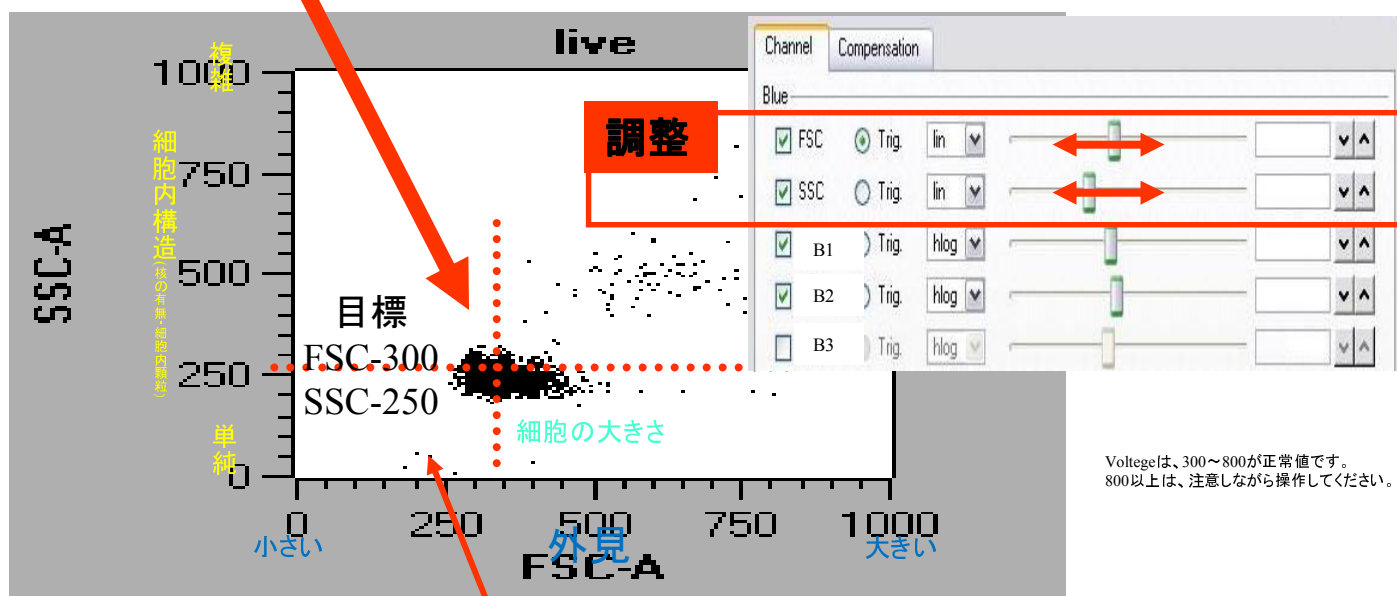 live
複雑
細胞内構造(核の有無・細胞内顆粒)
単純
SSC-A
1000
750
500
250
0
目標
FSC-300
SSC-250
細胞の大きさ
0
250
500
750
1000
小さい
外見
大きい
FSC-A
調整
Channel Compensation
Blue
FSC Trig. lin
SSC Trig. lin
B1 Trig. hlog
B2 Trig. hlog
B3 Trig. hlog
Voltegeは、300～800が正常値です。
800以上は、注意しながら操作してください。